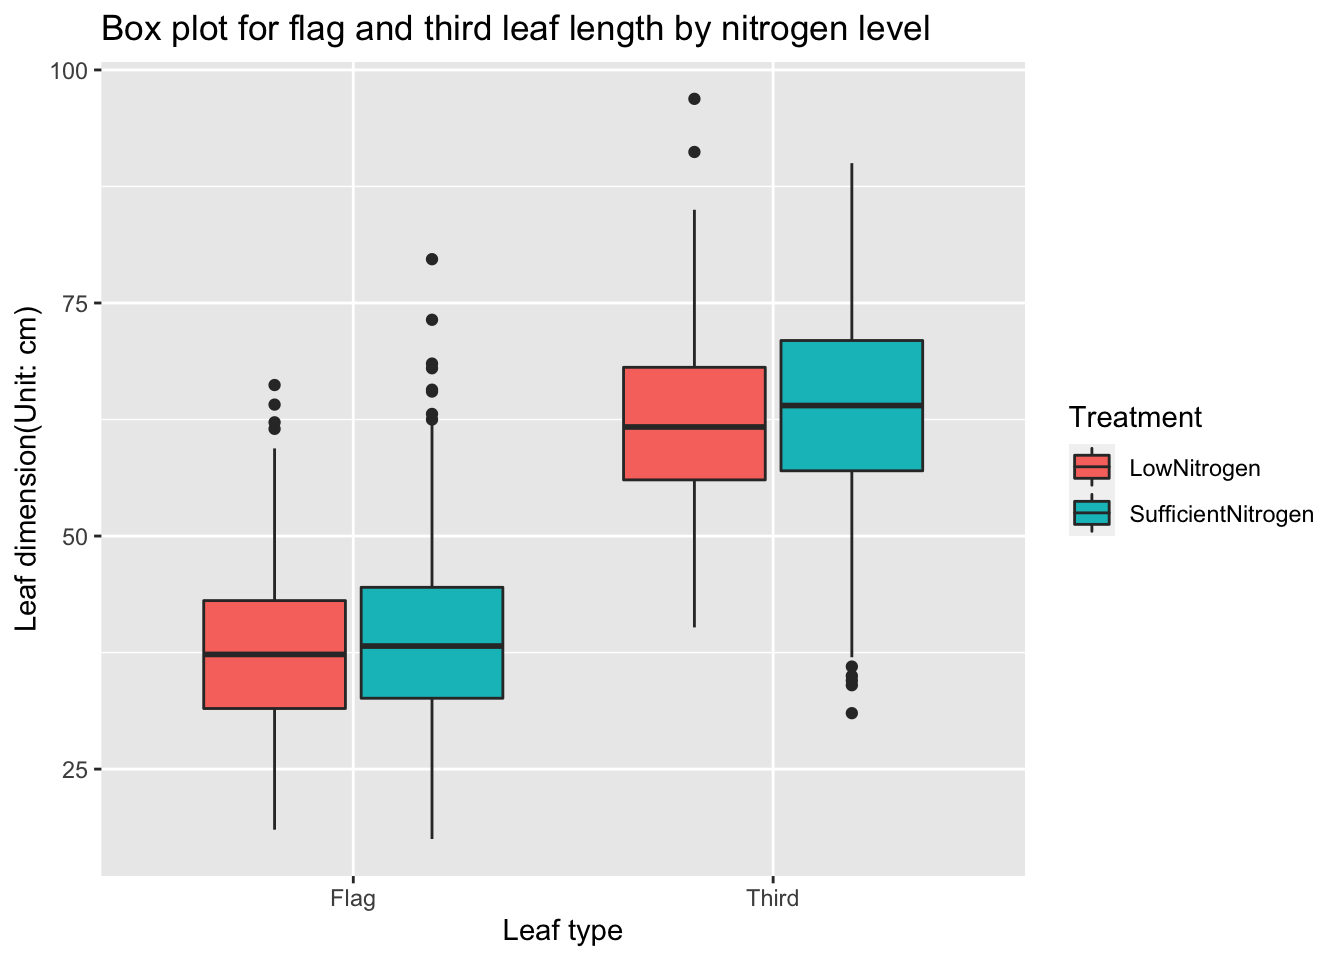 Box plot for flag and third leaf length by nitrogen level
Leaf dimension(Unit: cm)
100
75
50
25
Flag
Third
Leaf type
Treatment
LowNitrogen
SufficientNitrogen